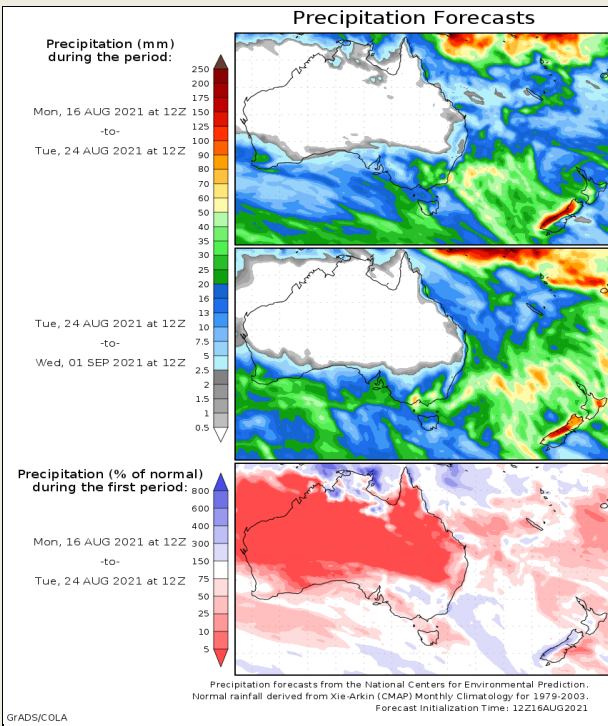 Precipitation Forecasts
Precipitation (mm)
during the period:
250
200
175
150
125
100
90
80
70
60
50
40
35
30
25
20
16
13
10
7.5
5
2.5
2
1.5
1
0.5
Mon, 16 AUG 2021 at 12Z
-to-
Tue, 24 AUG 2021 at 12Z
Tue, 24 AUG 2021 at 12Z
-to-
Wed, 01 SEP 2021 at 12Z
Precipitation (% of normal)
during the first period:
800
600
400
300
150
75
50
25
10
5
Mon, 16 AUG 2021 at 12Z
-to-
Tue, 24 AUG 2021 at 12Z
Precipitation forecasts from the National Centers for Environmental Prediction.
Normal rainfall derived from Xie-Arkin (CMAP) Monthly Climatology for 1979-2003.
Forecast Initialization Time: 12Z16AUG2021
GrADS/COLA